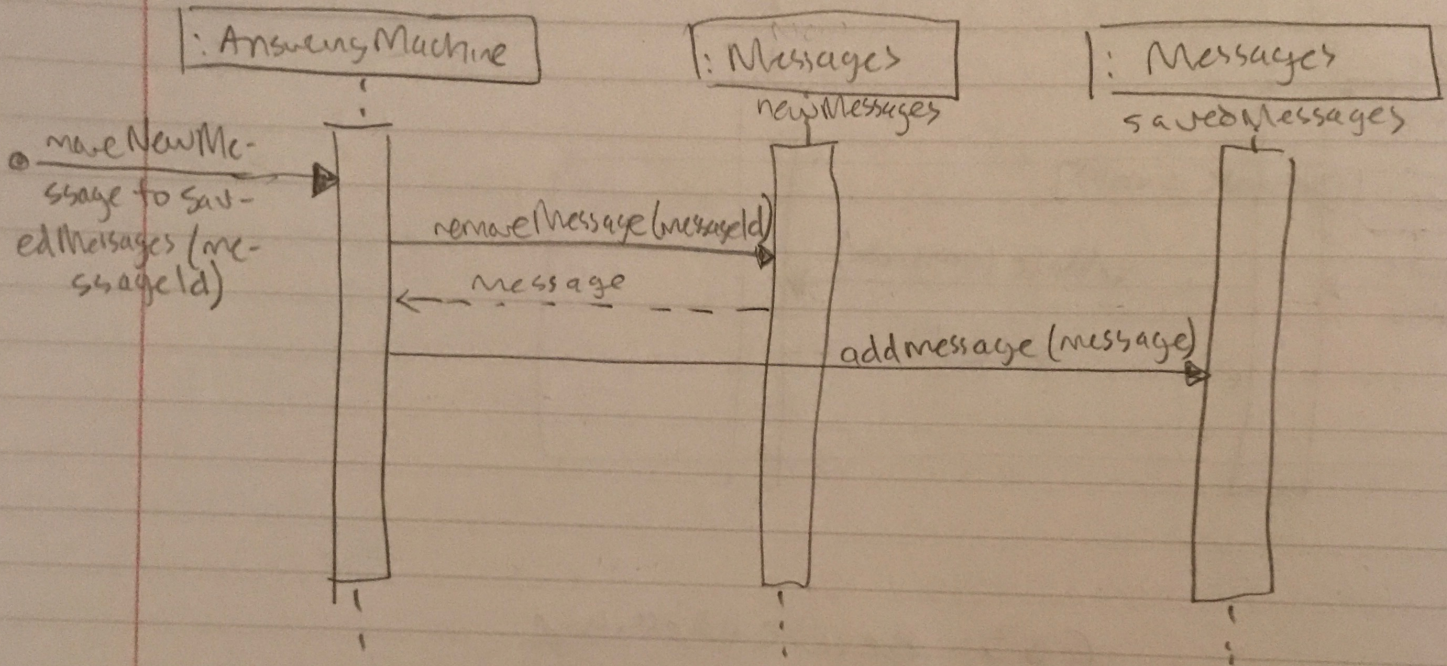 : AnsweringMachine
: Messages
newMessages
: Messages
savedMessages
moveNewMe-
ssage to Sav-
edMessages (me-
ssageId)
removeMessage(messageId)
message
addmessage (message)